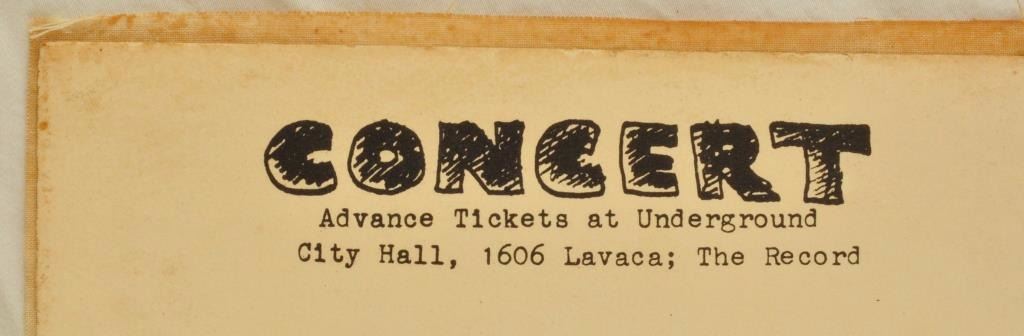 CONCERT
Advance Tickets at Underground
City Hall, 1606 Lavaca; The Record